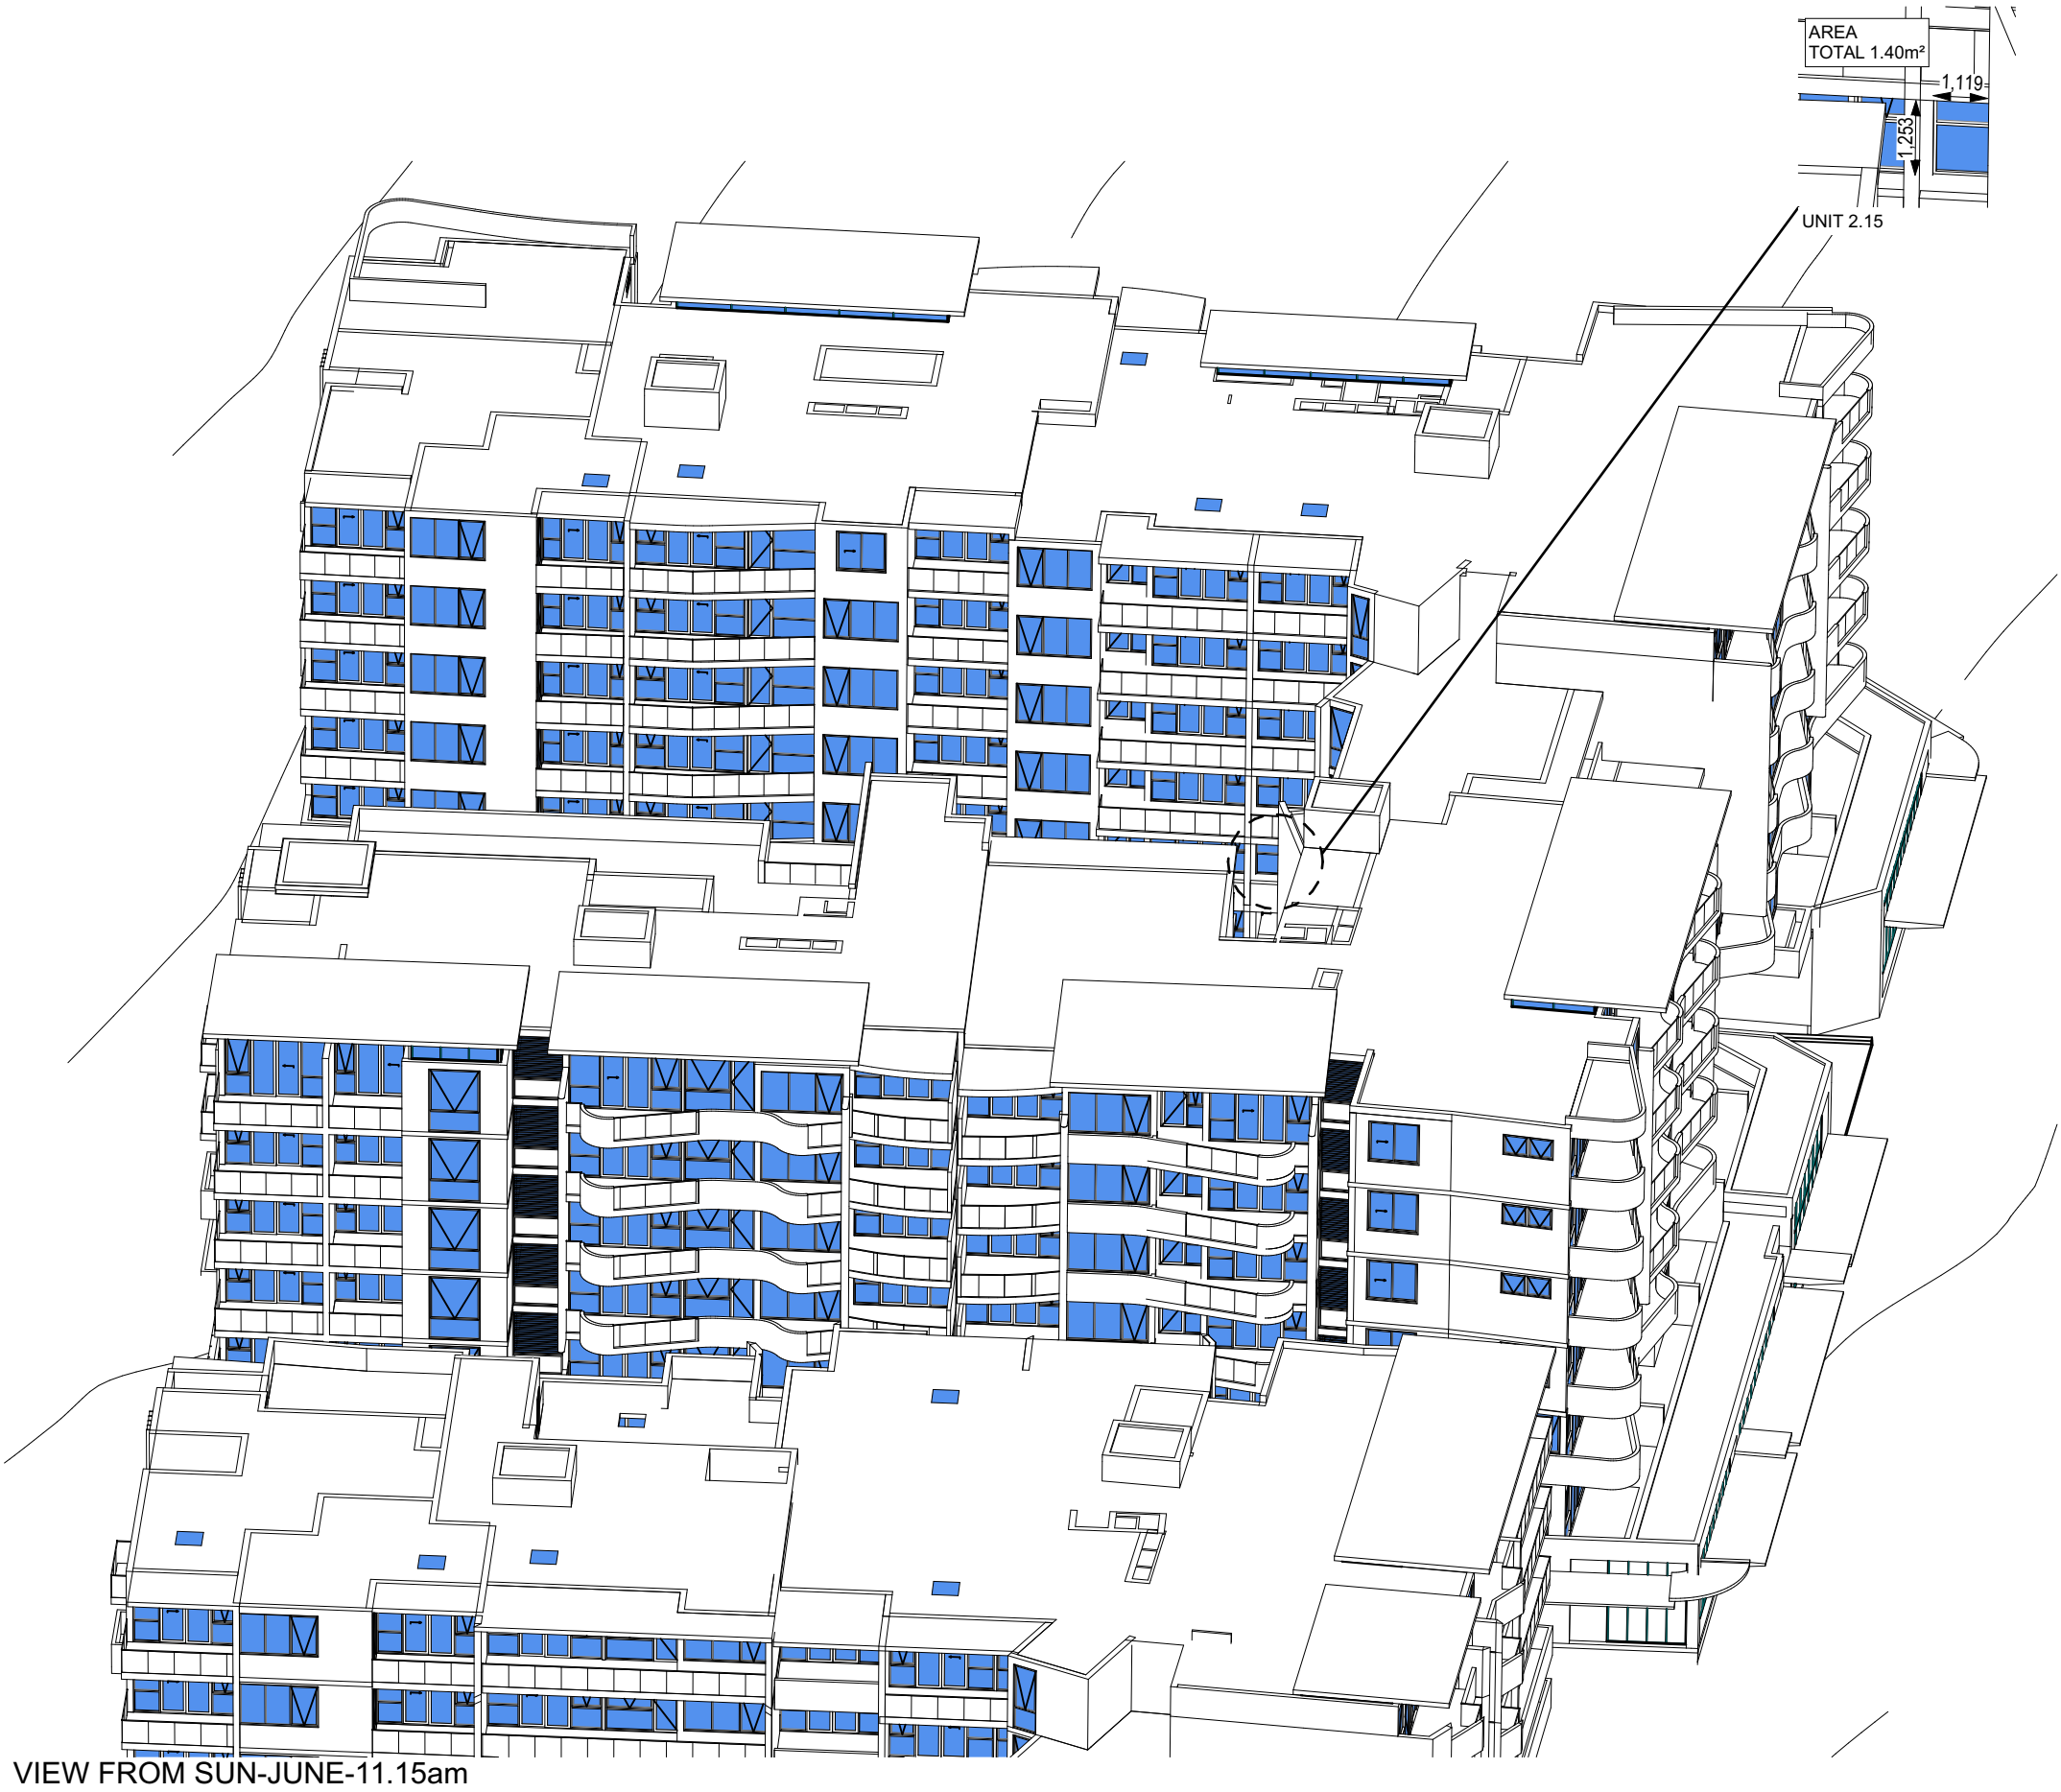 AREA
TOTAL 1.40m²
1,119
1,253
UNIT 2.15
VIEW FROM SUN-JUNE-11.15am